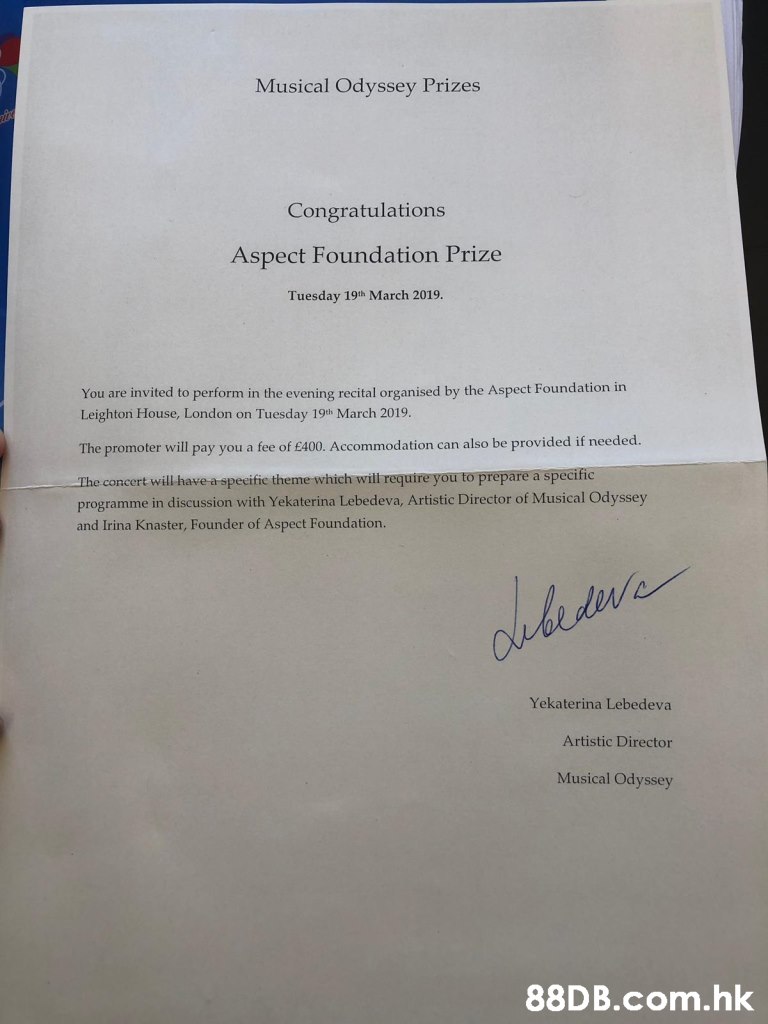 Musical Odyssey Prizes
Congratulations
Aspect Foundation Prize
Tuesday 19th March 2019.
You are invited to perform in the evening recital organised by the Aspect Foundation in
Leighton House, London on Tuesday 19th March 2019.
The promoter will pay you a fee of £400. Accommodation can also be provided if needed.
The concert will have a specific theme which will require you to prepare a specific
programme in discussion with Yekaterina Lebedeva, Artistic Director of Musical Odyssey
and Irina Knaster, Founder of Aspect Foundation.
Lebedeva
Yekaterina Lebedeva
Artistic Director
Musical Odyssey
88DB.com.hk